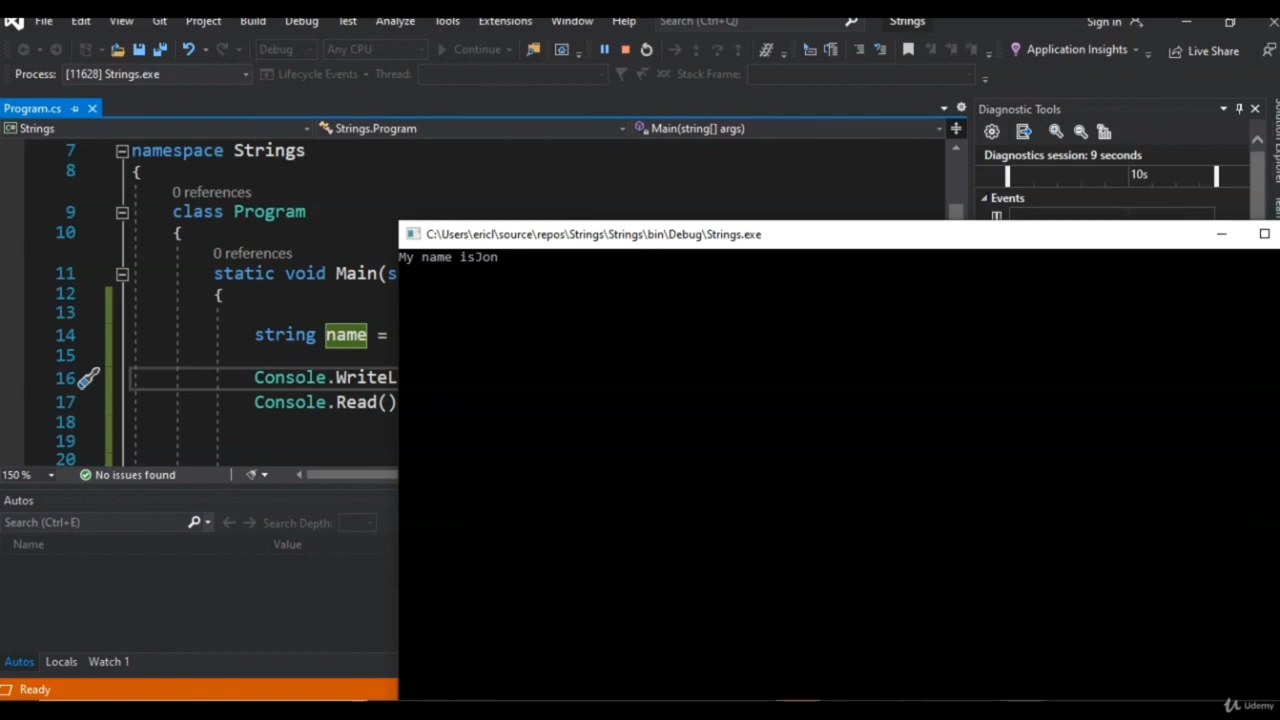 File Edit View Git Project Build Debug Test Analyze Tools Extensions Window Help Search (Ctrl+Q) Strings Sign in
Debug Any CPU Continue Application Insights Live Share
Process: [11628] Strings.exe Lifecycle Events Thread: Stack Frame:
Program.cs
Diagnostic Tools
Strings Strings.Program Main(string[] args)
7 namespace Strings
8 {
0 references
9 class Program
10 {
0 references
11 static void Main(s
12 {
13
14 string name =
15
16 Console.WriteL
17 Console.Read()
18
19
20
Diagnostics session: 9 seconds
10s
Events
C:\Users\ericl\source\repos\Strings\Strings\bin\Debug\Strings.exe
My name isJon
150 % No issues found
Autos
Search (Ctrl+E) Search Depth:
Name Value
Autos Locals Watch 1
Ready
Udemy